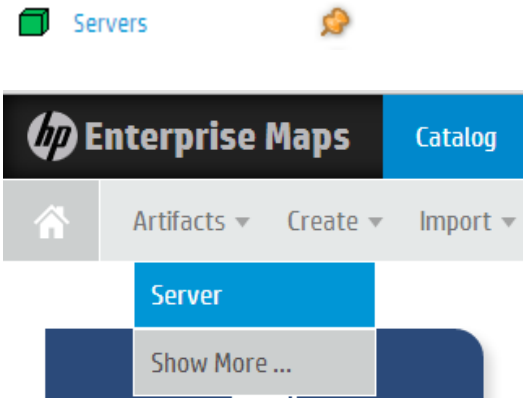 Servers
hp Enterprise Maps Catalog
Artifacts Create Import
Server
Show More ...